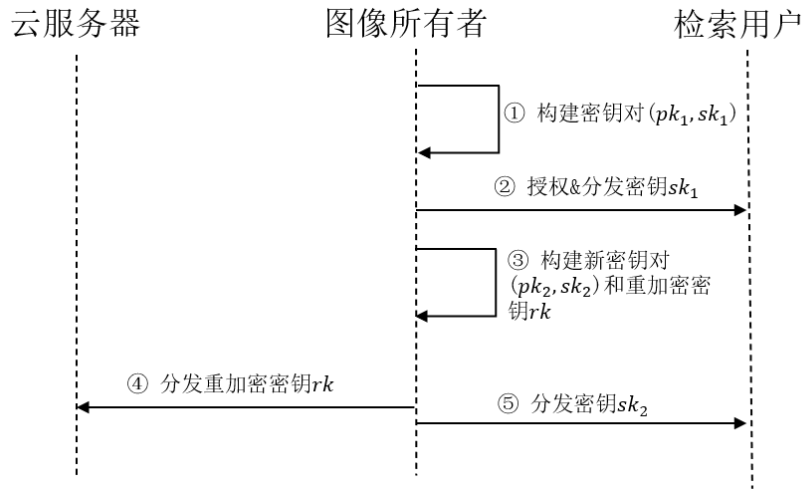 云服务器 图像所有者 检索用户
① 构建密钥对(pk₁,sk₁)
② 授权&分发密钥sk₁
③ 构建新密钥对
(pk₂,sk₂)和重加密密
钥rk
④ 分发重加密密钥rk
⑤ 分发密钥sk₂